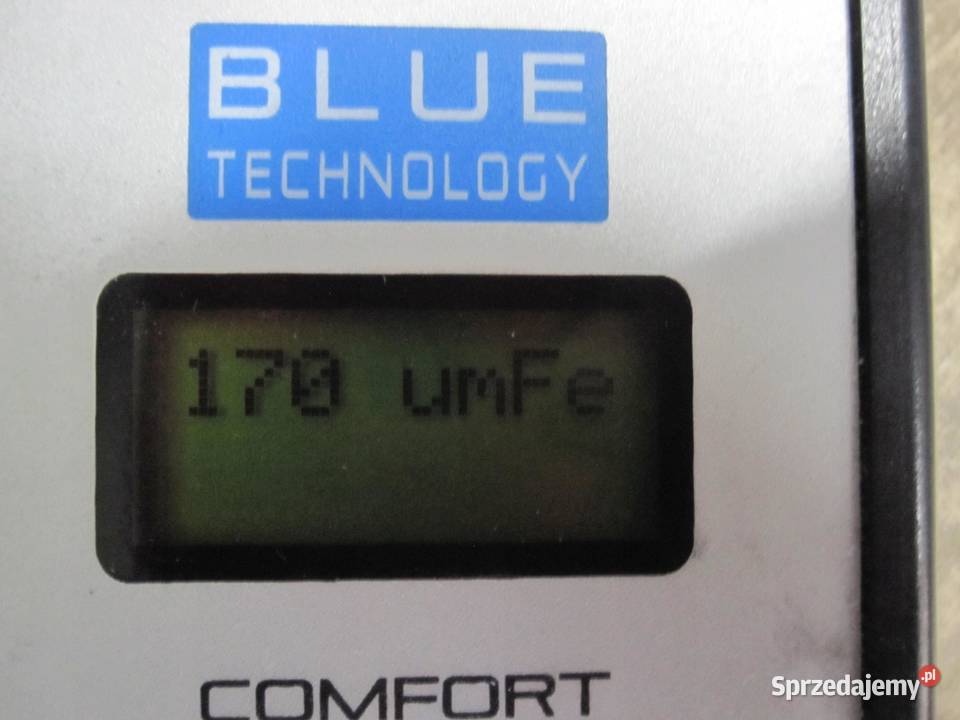 BLUE
TECHNOLOGY
170 umFe
COMFORT
Sprzedajemy.pl